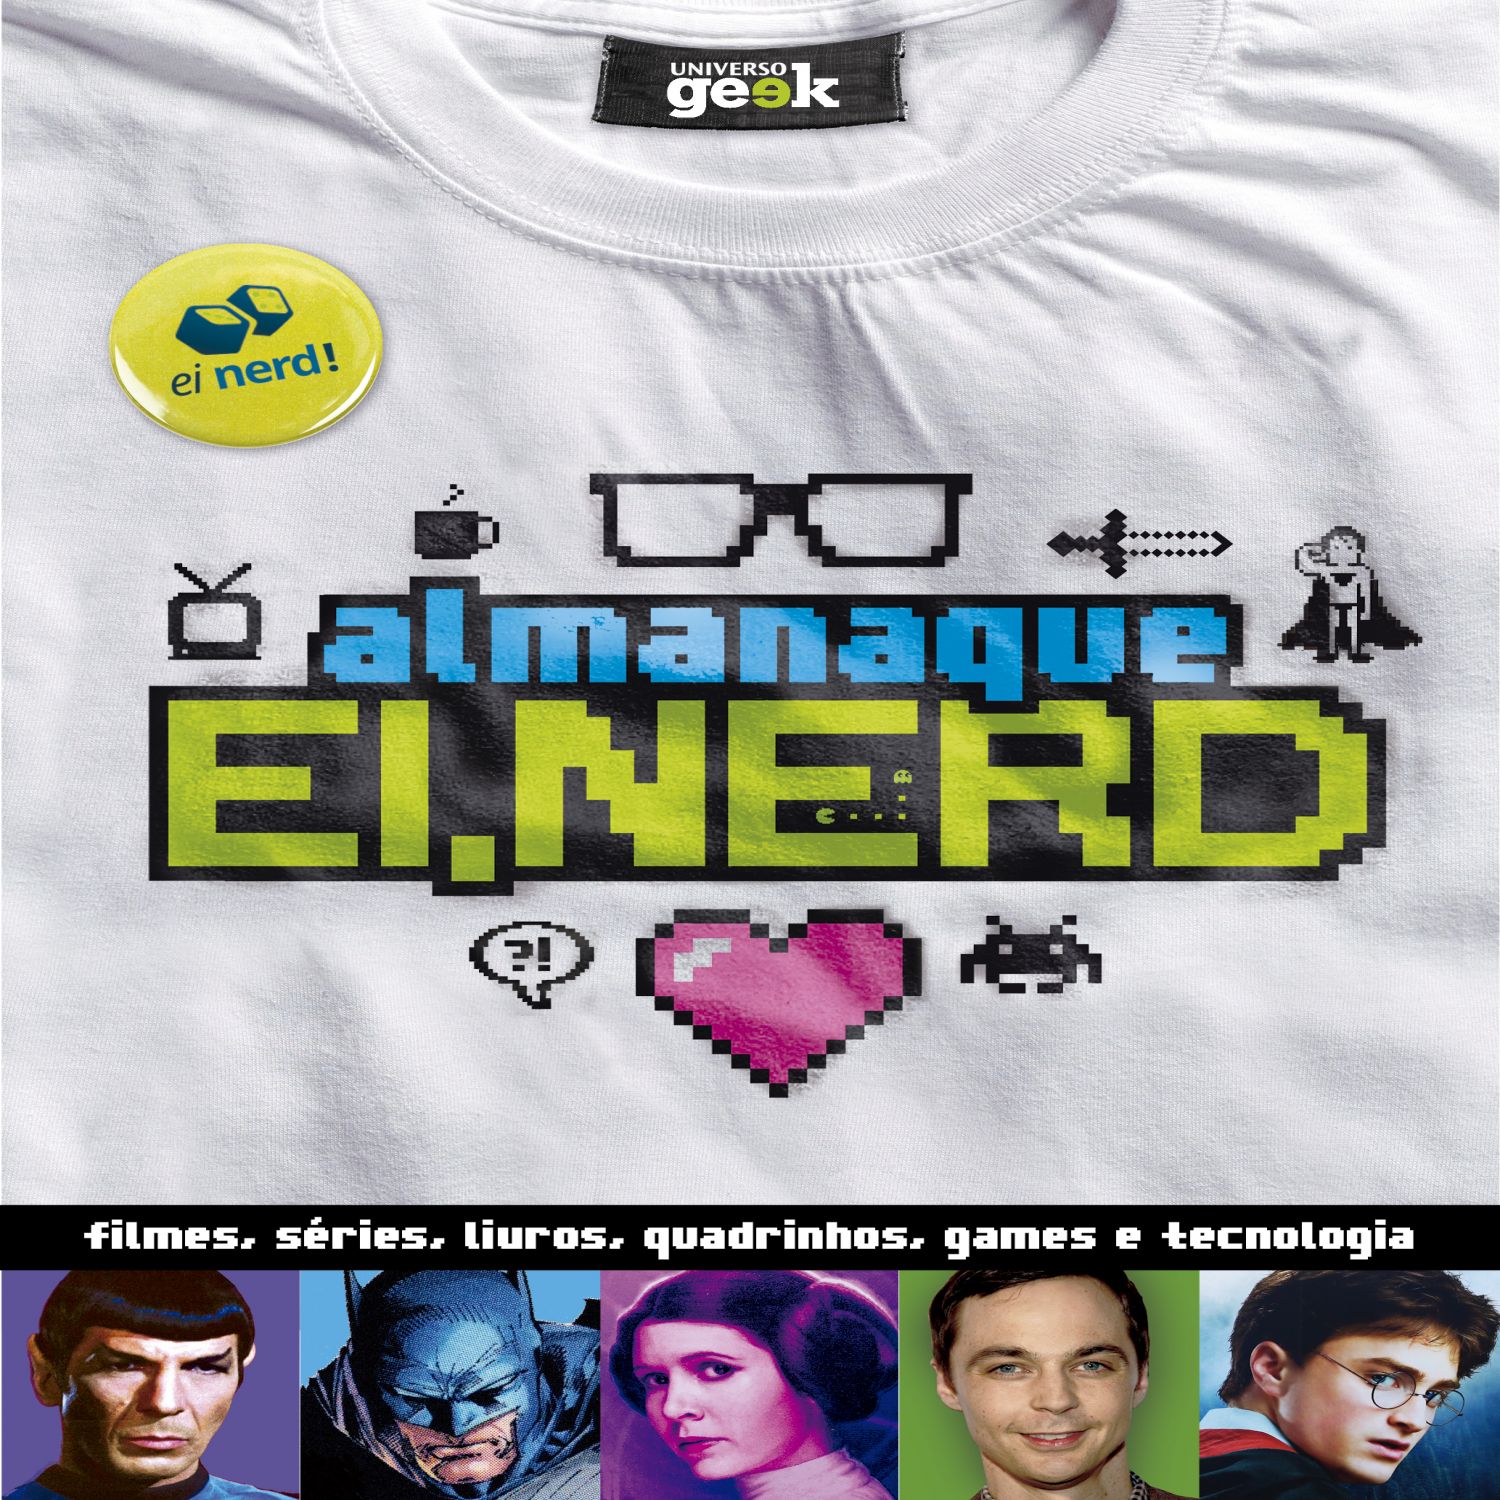 UNIVERSO
geek
ei nerd!
almanaque
EI, NERD
?!
filmes, séries, livros, quadrinhos, games e tecnologia